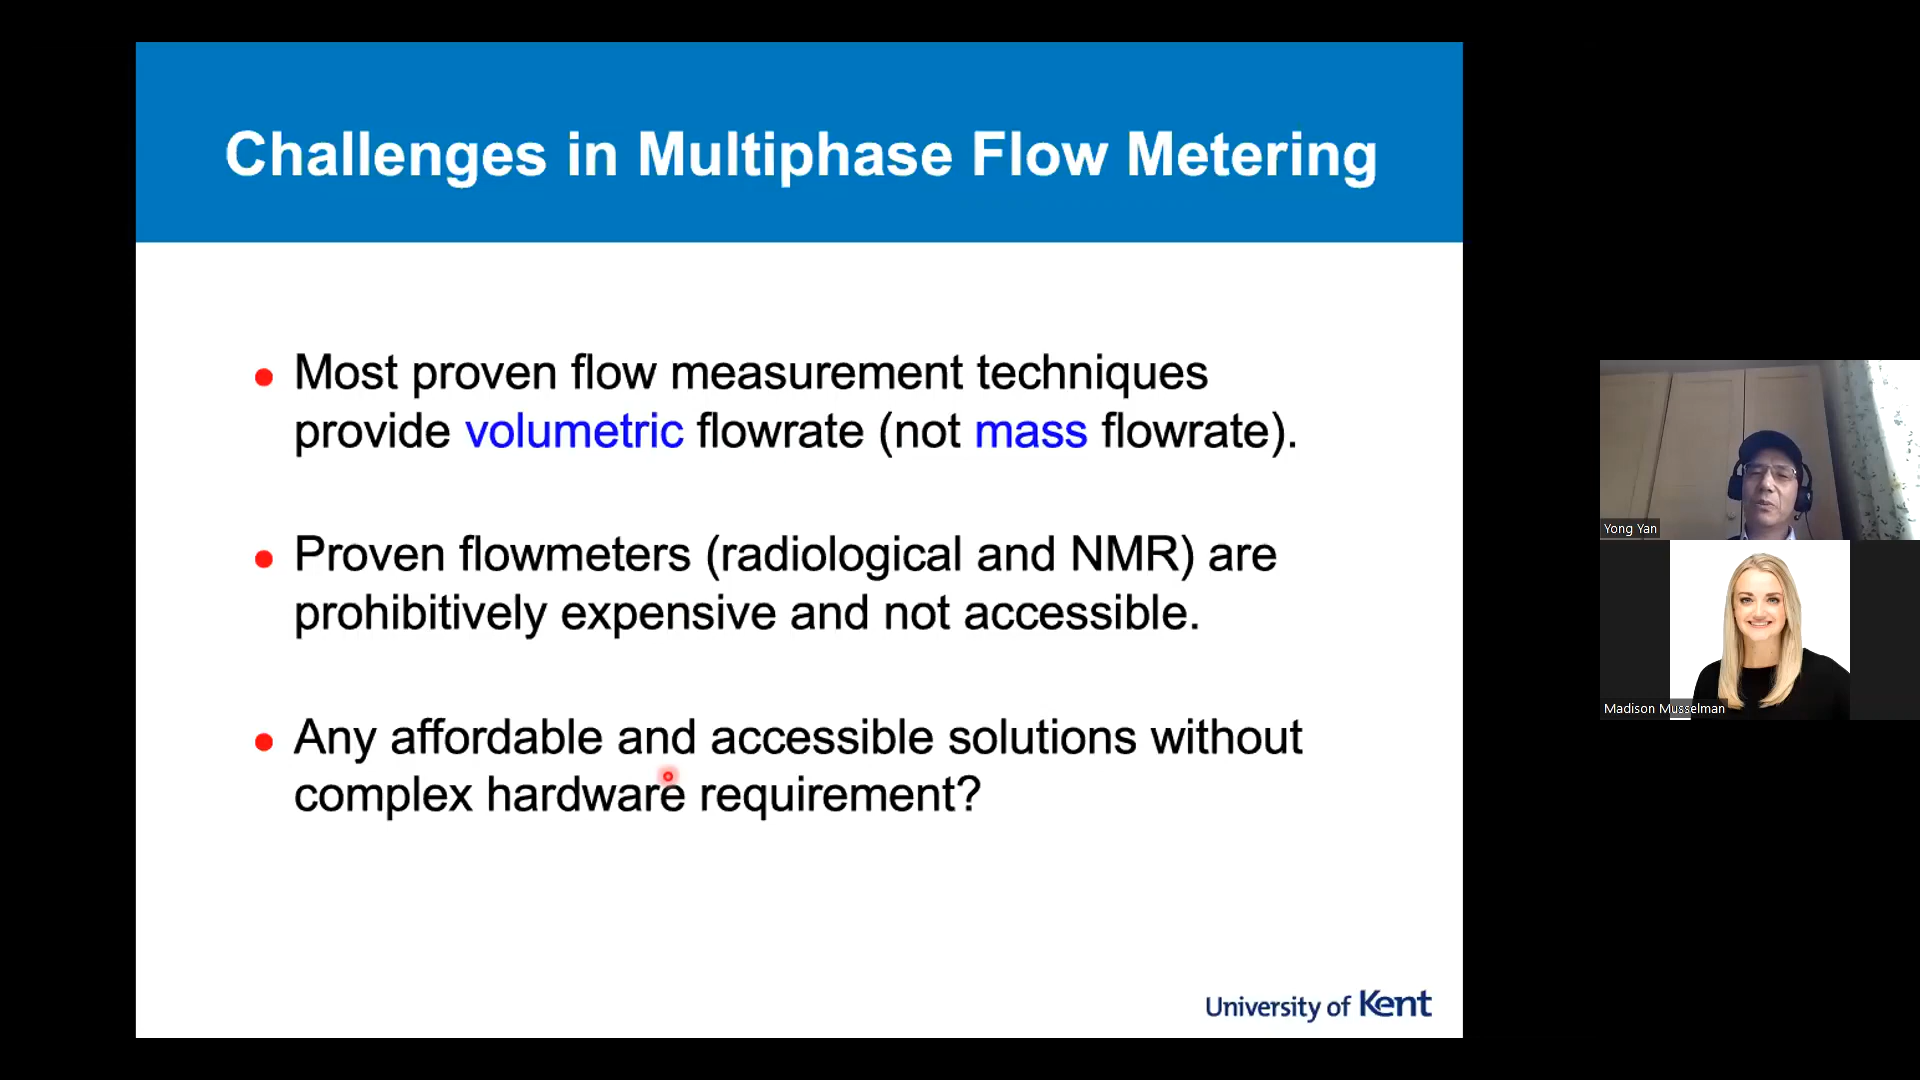 Challenges in Multiphase Flow Metering
Most proven flow measurement techniques
provide volumetric flowrate (not mass flowrate).
Proven flowmeters (radiological and NMR) are
prohibitively expensive and not accessible.
Any affordable and accessible solutions without
complex hardware requirement?
University of Kent
Yong Yan
Madison Musselman